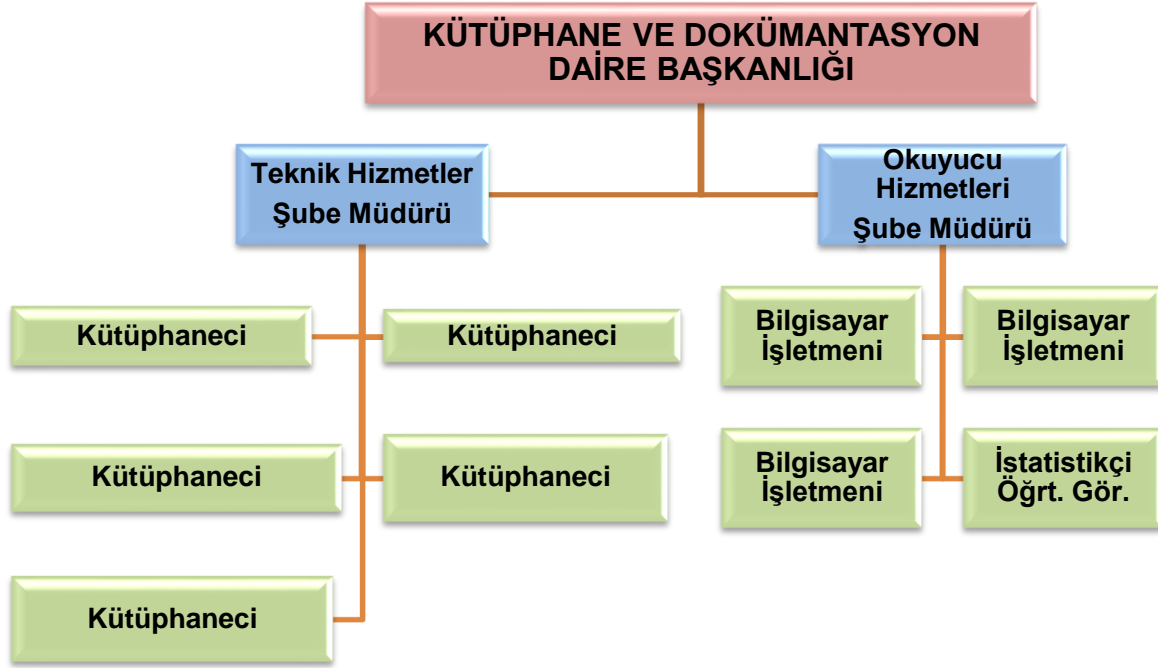 KÜTÜPHANE VE DOKÜMANTASYON
DAİRE BAŞKANLIĞI
Teknik Hizmetler
Şube Müdürü
Okuyucu
Hizmetleri
Şube Müdürü
Kütüphaneci
Kütüphaneci
Bilgisayar
İşletmeni
Bilgisayar
İşletmeni
Kütüphaneci
Kütüphaneci
Bilgisayar
İşletmeni
İstatistikçi
Öğrt. Gör.
Kütüphaneci